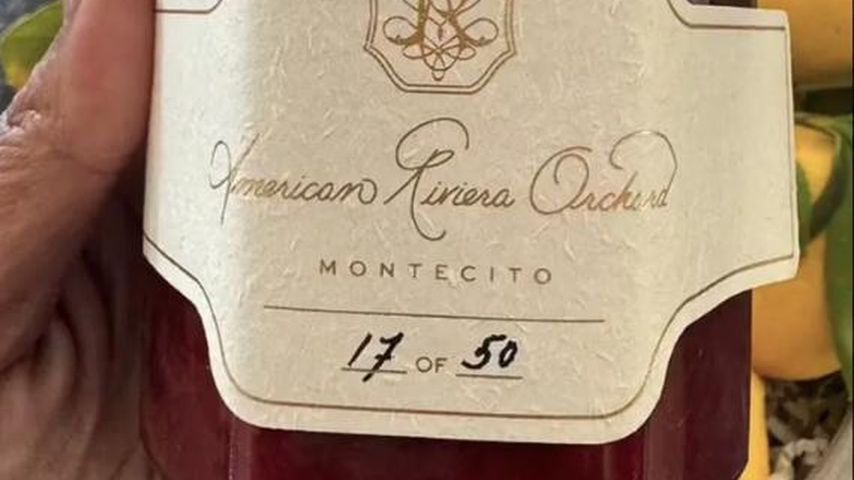 American Riviera Orchard
MONTECITO
17 OF 50